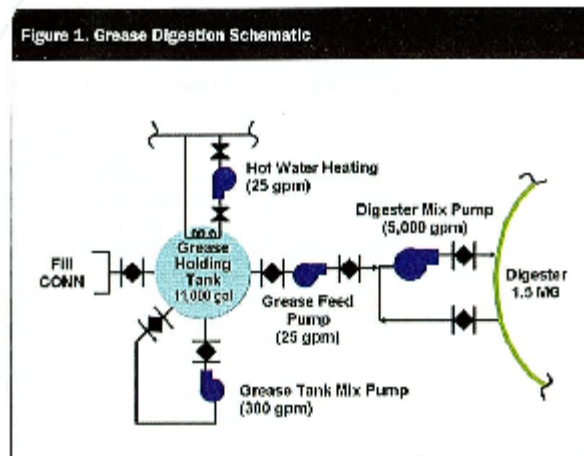 Figure 1. Grease Digestion Schematic
Hot Water Heating
(25 gpm)
Digester Mix Pump
(5,000 gpm)
Fill
CONN
Grease
Holding
Tank
11,000 gal
Grease Feed
Pump
(25 gpm)
Digester
1.5 MG
Grease Tank Mix Pump
(300 gpm)